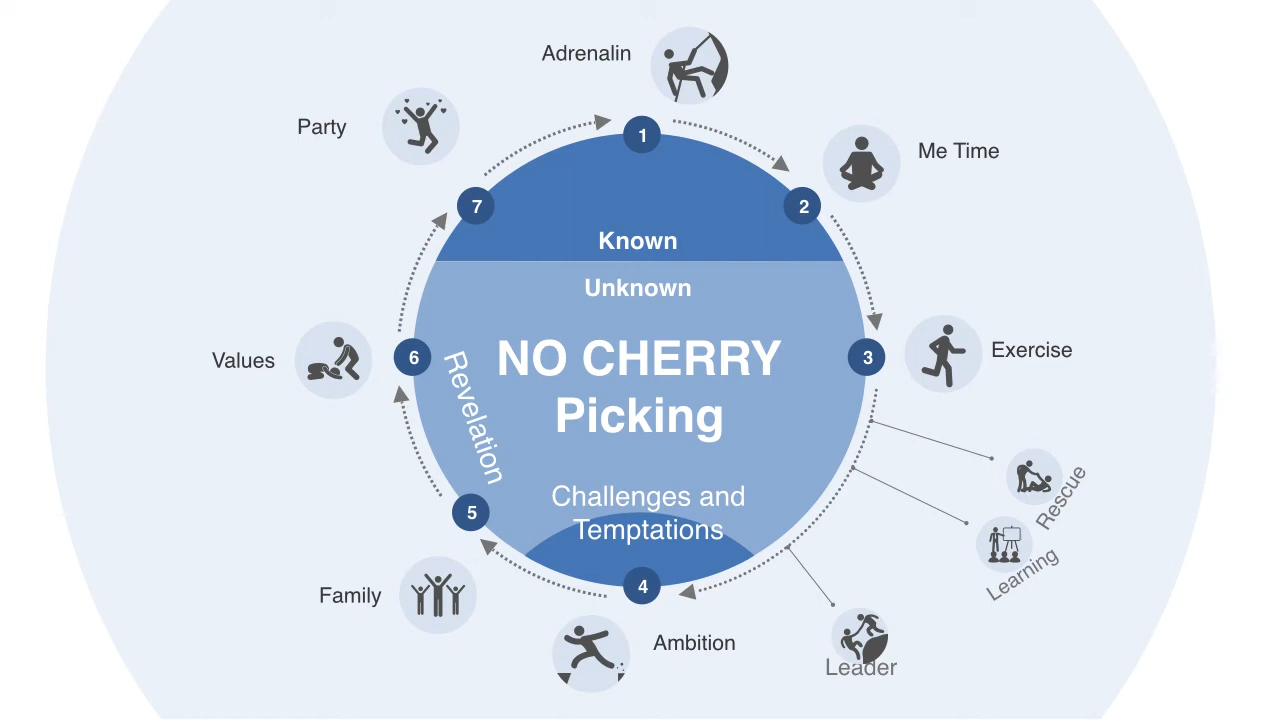 Adrenalin
Party
1
Me Time
7
2
Known
Unknown
Values
6
NO CHERRY
Picking
3
Exercise
Revelation
Challenges and
Temptations
Rescue
Learning
5
4
Family
Ambition
Leader